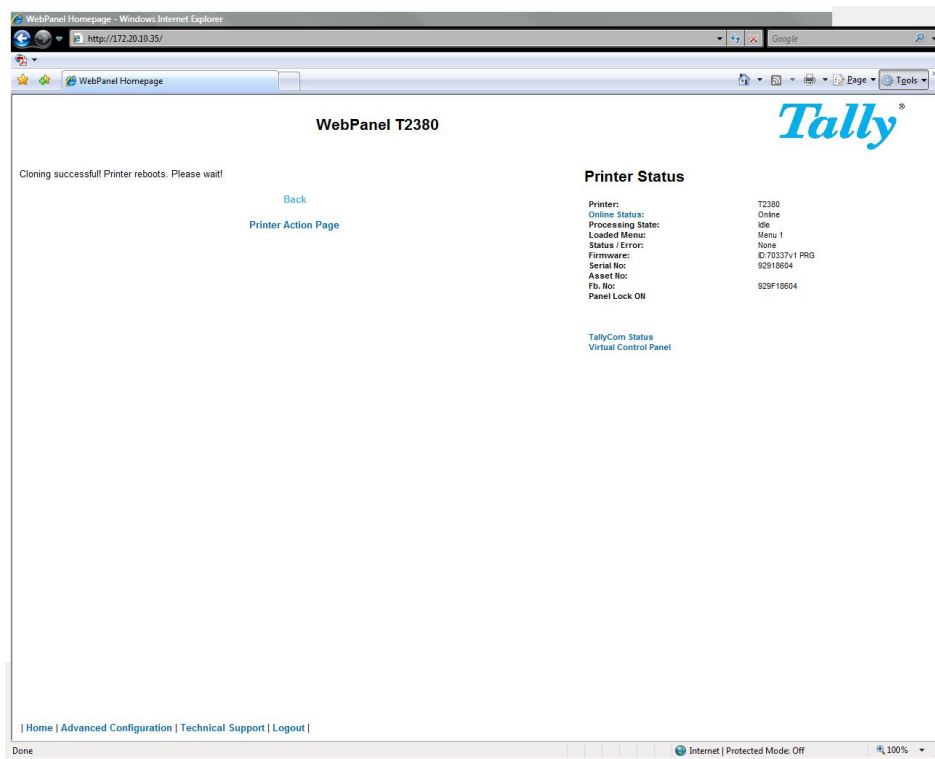 WebPanel Homepage - Windows Internet Explorer
http://172.20.10.35/
Google
WebPanel Homepage
Page
Tools
WebPanel T2380
Tally®
Cloning successful! Printer reboots. Please wait!
Back
Printer Action Page
Printer Status
Printer: T2380
Online Status: Online
Processing State: Idle
Loaded Menu: Menu 1
Status / Error: None
Firmware: ID:70337v1 PRG
Serial No: 92918604
Asset No:
Fb. No: 929F18604
Panel Lock ON
TallyCom Status
Virtual Control Panel
| Home | Advanced Configuration | Technical Support | Logout |
Done
Internet | Protected Mode: Off
100%